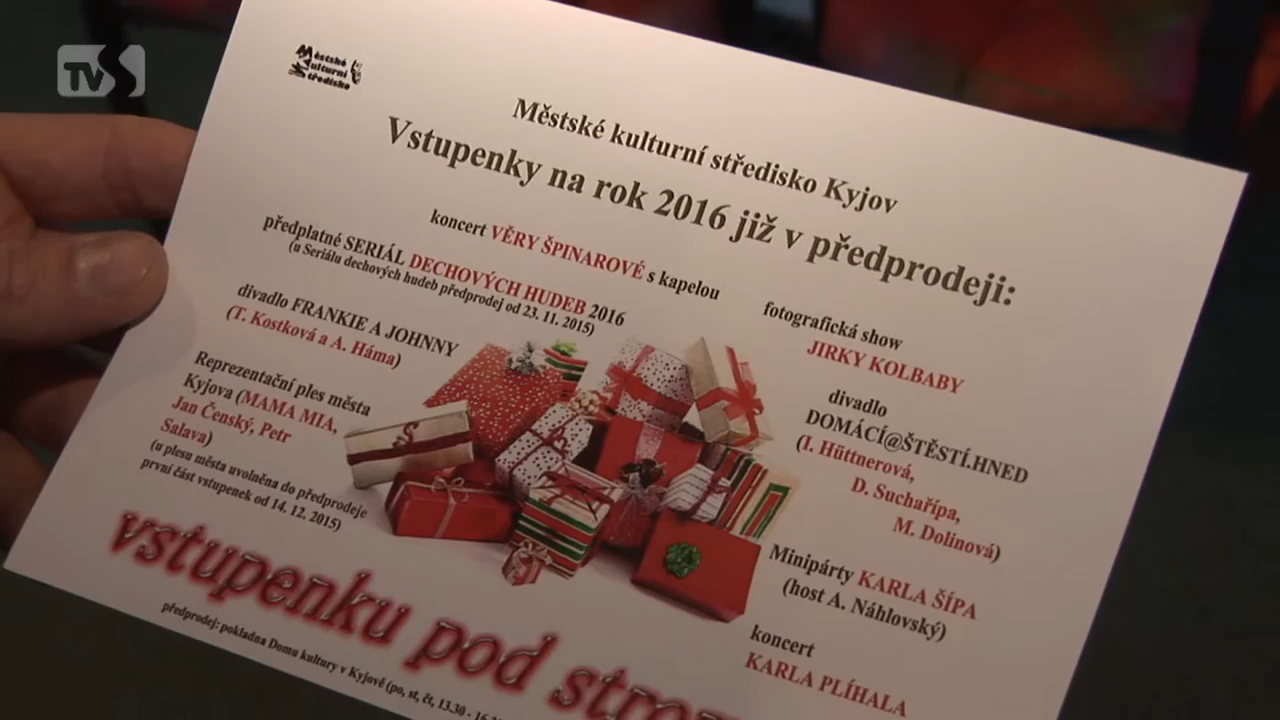 TVS
Městské
Kulturní
Středisko
Městské kulturní středisko Kyjov
Vstupenky na rok 2016 již v předprodeji:
koncert VĚRY ŠPINAROVÉ s kapelou
předplatné SERIÁL DECHOVÝCH HUDEB 2016
(u Seriálu dechových hudeb předprodej od 23. 11. 2015)
divadlo FRANKIE A JOHNNY
(T. Kostková a A. Háma)
Reprezentační ples města
Kyjova (MAMA MIA,
Jan Čenský, Petr
Salava)
(u plesu města uvolněna do předprodeje
první část vstupenek od 14. 12. 2015)
fotografická show
JIRKY KOLBABY
divadlo
DOMÁCÍ@ŠTĚSTÍ.HNED
(I. Hüttnerová,
D. Suchařípa,
M. Dolinová)
Minipárty KARLA ŠÍPA
(host A. Náhlovský)
koncert
KARLA PLÍHALA
vstupenku pod
předprodej: pokladna Domu kultury v Kyjově (po, st, čt, 13.30 -